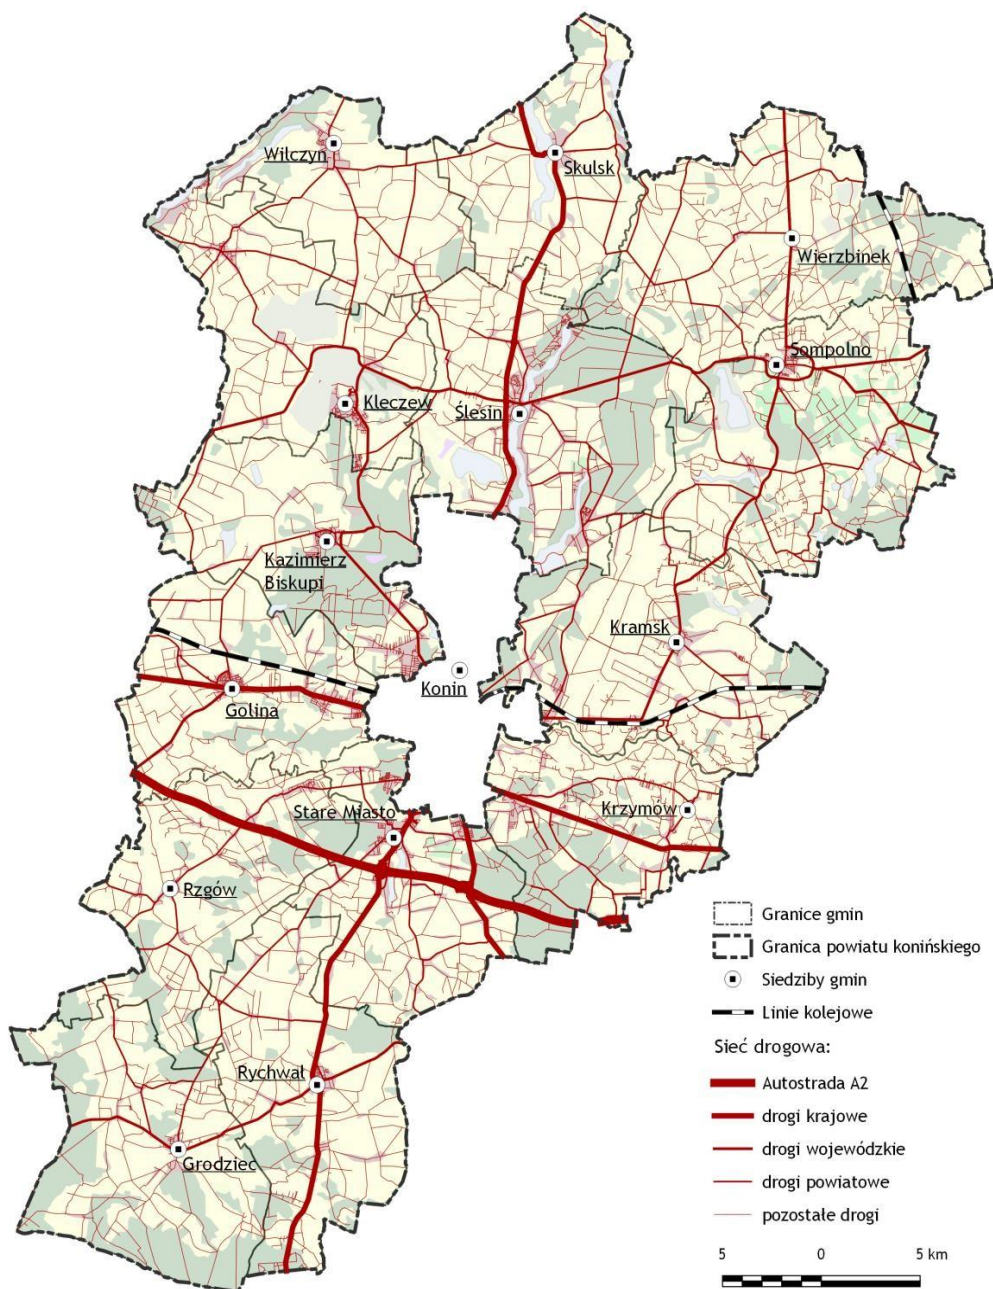 Wilczyn
Skulsk
Wierzbinek
Sompolno
Kleczew
Ślesin
Kazimierz
Biskupi
Kramsk
Konin
Golina
Stare Miasto
Krzymów
Rzgów
Rychwał
Grodziec
Granice gmin
Granica powiatu konińskiego
Siedziby gmin
Linie kolejowe
Sieć drogowa:
Autostrada A2
drogi krajowe
drogi wojewódzkie
drogi powiatowe
pozostałe drogi
5 0 5 km